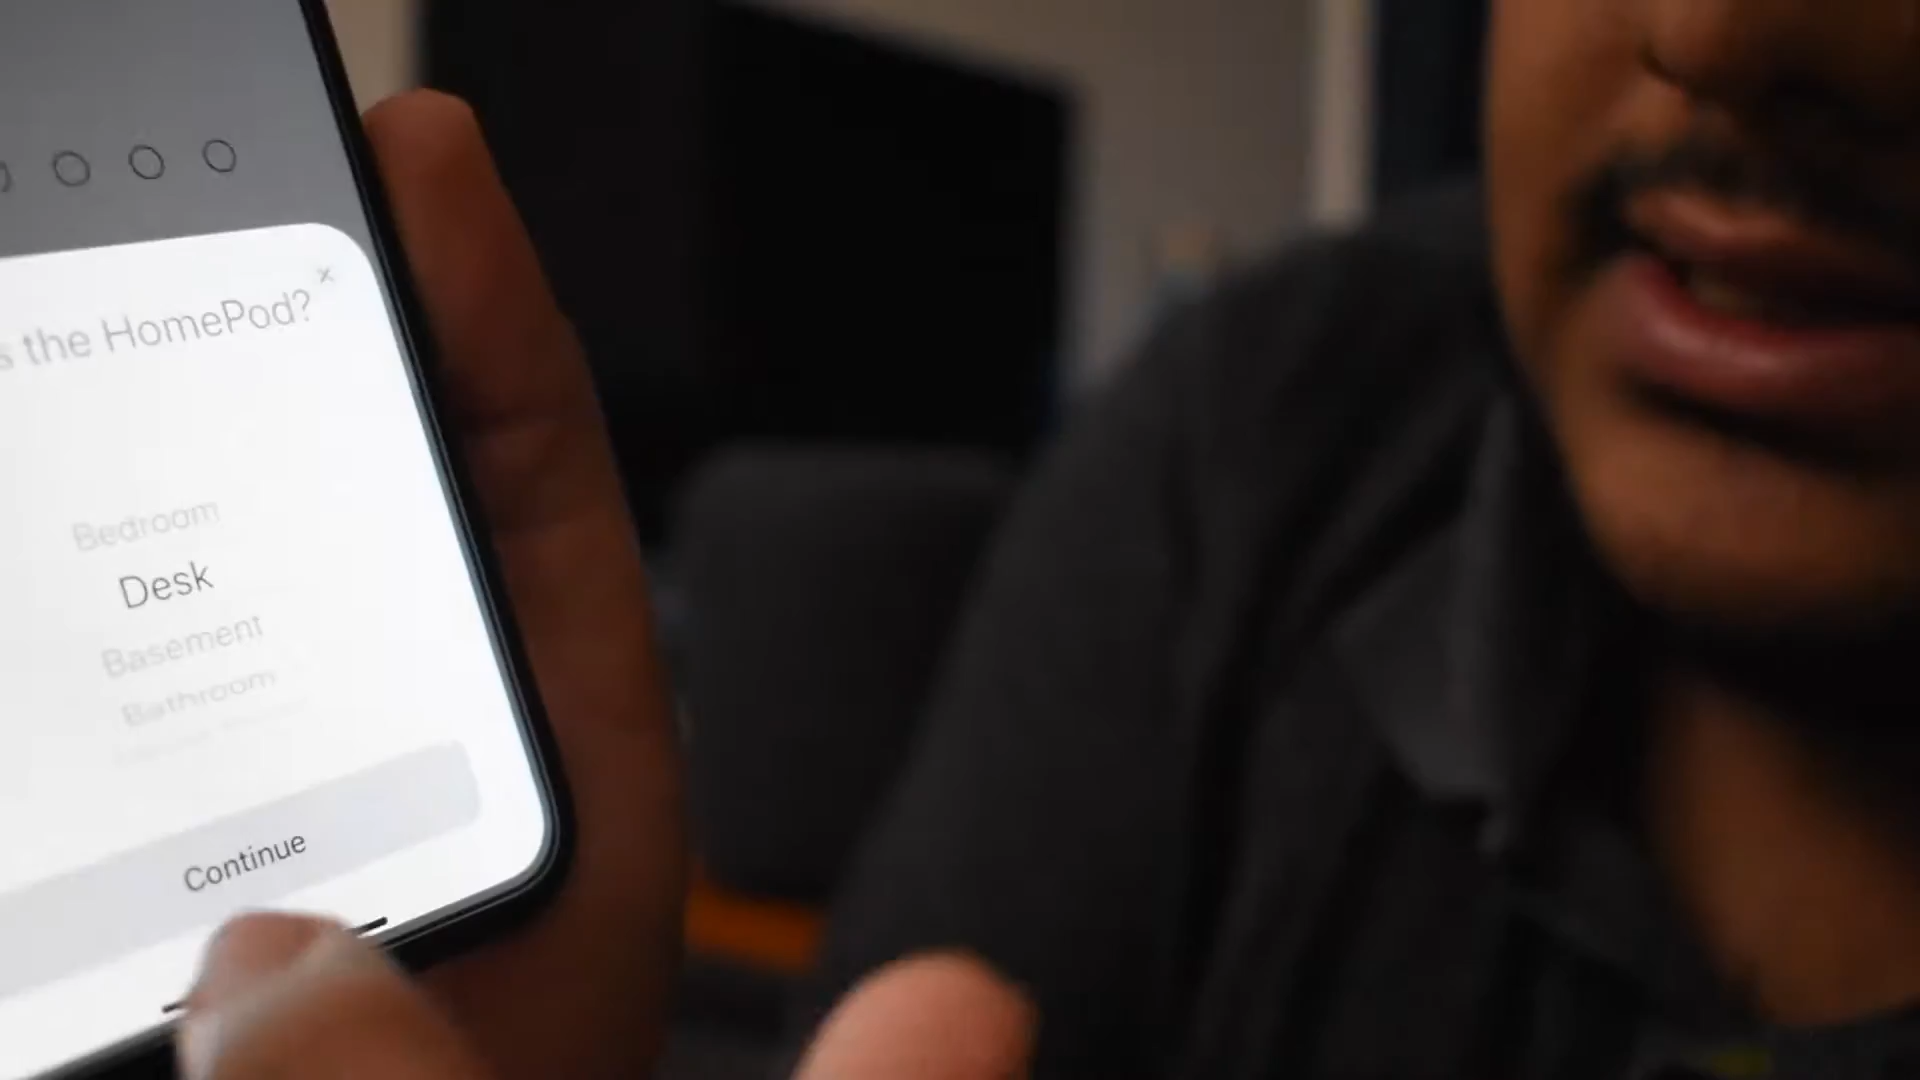 s the HomePod?
Bedroom
Desk
Basement
Bathroom
Continue